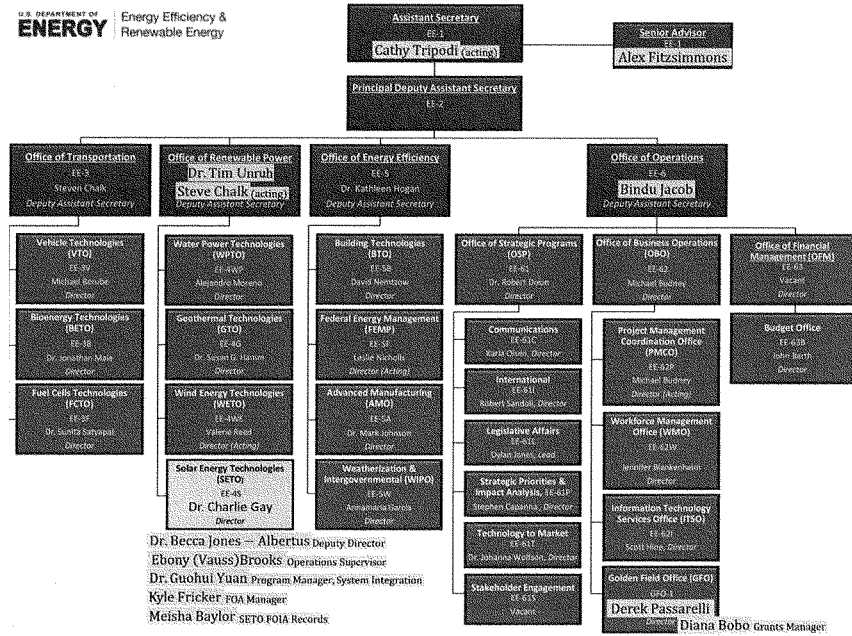 U.S. DEPARTMENT OF
ENERGY
Energy Efficiency &
Renewable Energy
Assistant Secretary
EE-1
Cathy Tripodi (acting)
Senior Advisor
EE-1
Alex Fitzsimmons
Principal Deputy Assistant Secretary
EE-2
Office of Transportation
EE-3
Steven Chalk
Deputy Assistant Secretary
Office of Renewable Power
Dr. Tim Unruh
Steve Chalk (acting)
Deputy Assistant Secretary
Office of Energy Efficiency
EE-5
Dr. Kathleen Hogan
Deputy Assistant Secretary
Office of Operations
EE-6
Bindu Jacob
Deputy Assistant Secretary
Vehicle Technologies
(VTO)
EE-3V
Michael Berube
Director
Bioenergy Technologies
(BETO)
EE-3B
Dr. Jonathan Male
Director
Fuel Cells Technologies
(FCTO)
EE-3F
Dr. Sunita Satyapal
Director
Water Power Technologies
(WPTO)
EE-4WP
Alejandro Moreno
Director
Geothermal Technologies
(GTO)
EE-4G
Dr. Susan G. Hamm
Director
Wind Energy Technologies
(WETO)
EE-4W
Valerie Reed
Director (Acting)
Solar Energy Technologies
(SETO)
EE-4S
Dr. Charlie Gay
Director
Dr. Becca Jones – Albertus Deputy Director
Ebony (Vauss)Brooks Operations Supervisor
Dr. Guohui Yuan Program Manager, System Integration
Kyle Fricker FOA Manager
Meisha Baylor SETO FOIA Records
Building Technologies
(BTO)
EE-5B
David Nemtzow
Director
Federal Energy Management
(FEMP)
EE-5F
Leslie Nicholls
Director (Acting)
Advanced Manufacturing
(AMO)
EE-5A
Dr. Mark Johnson
Director
Weatherization &
Intergovernmental (WIPO)
EE-5W
Annamaria Garcia
Director
Office of Strategic Programs
(OSP)
EE-61
Dr. Robert
Director
Communications
EE-61C
Karla Olsen, Director
International
EE-61I
Robert Sandoli, Director
Legislative Affairs
EE-61L
Dylan Jones, Lead
Strategic Priorities &
Impact Analysis, EE-61P
Stephen Capanna, Director
Technology to Market
EE-61T
Dr. Johanna Wolfson, Director
Stakeholder Engagement
EE-61S
Vacant
Office of Business Operations
(OBO)
EE-62
Michael Budney
Director
Project Management
Coordination Office
(PMCO)
EE-62P
Michael Budney
Director (Acting)
Workforce Management
Office (WMO)
EE-62W
Jennifer Blankenheim
Director
Information Technology
Services Office (ITSO)
EE-62I
Scott Hine, Director
Golden Field Office (GFO)
GFO-1
Derek Passarelli
Director
Diana Bobo Grants Manager
Office of Financial
Management (OFM)
EE-63
Vacant
Director
Budget Office
EE-63B
John Barth
Director